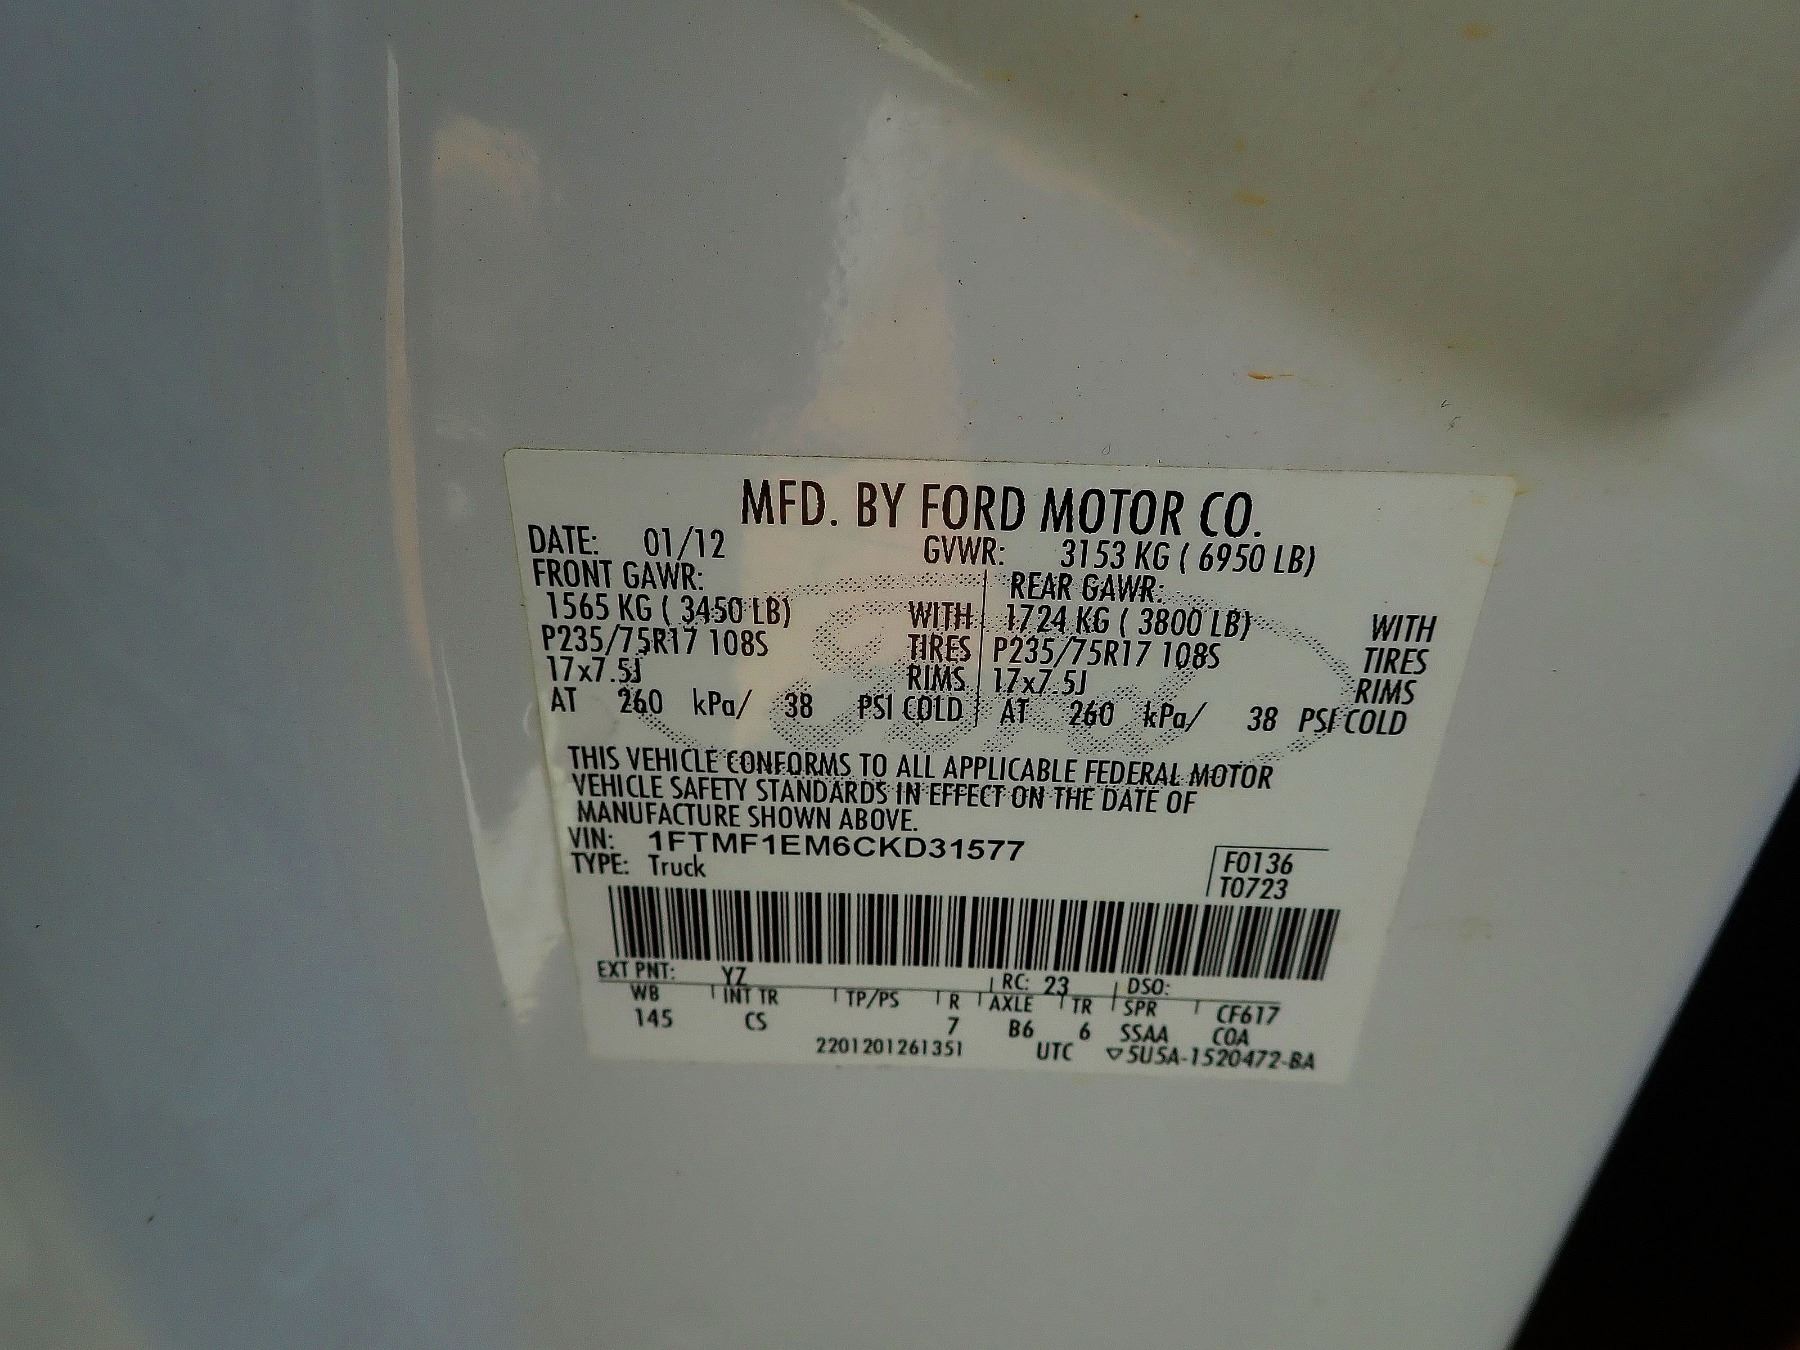 MFD. BY FORD MOTOR CO.
DATE: 01/12 GVWR: 3153 KG ( 6950 LB)
FRONT GAWR: REAR GAWR:
1565 KG ( 3450 LB) WITH 1724 KG ( 3800 LB) WITH
P235/75R17 108S TIRES P235/75R17 108S TIRES
17x7.5J RIMS 17x7.5J RIMS
AT 260 kPa/ 38 PSI COLD AT 260 kPa/ 38 PSI COLD
THIS VEHICLE CONFORMS TO ALL APPLICABLE FEDERAL MOTOR
VEHICLE SAFETY STANDARDS IN EFFECT ON THE DATE OF
MANUFACTURE SHOWN ABOVE.
VIN: 1FTMF1EM6CKD31577
TYPE: Truck
F0136
T0723
EXT PNT: YZ RC: 23 DSO:
WB INT TR TP/PS R AXLE TR SPR CF617
145 CS 7 B6 6 SSAA COA
2201201261351 UTC ▽5U5A-1520472-BA